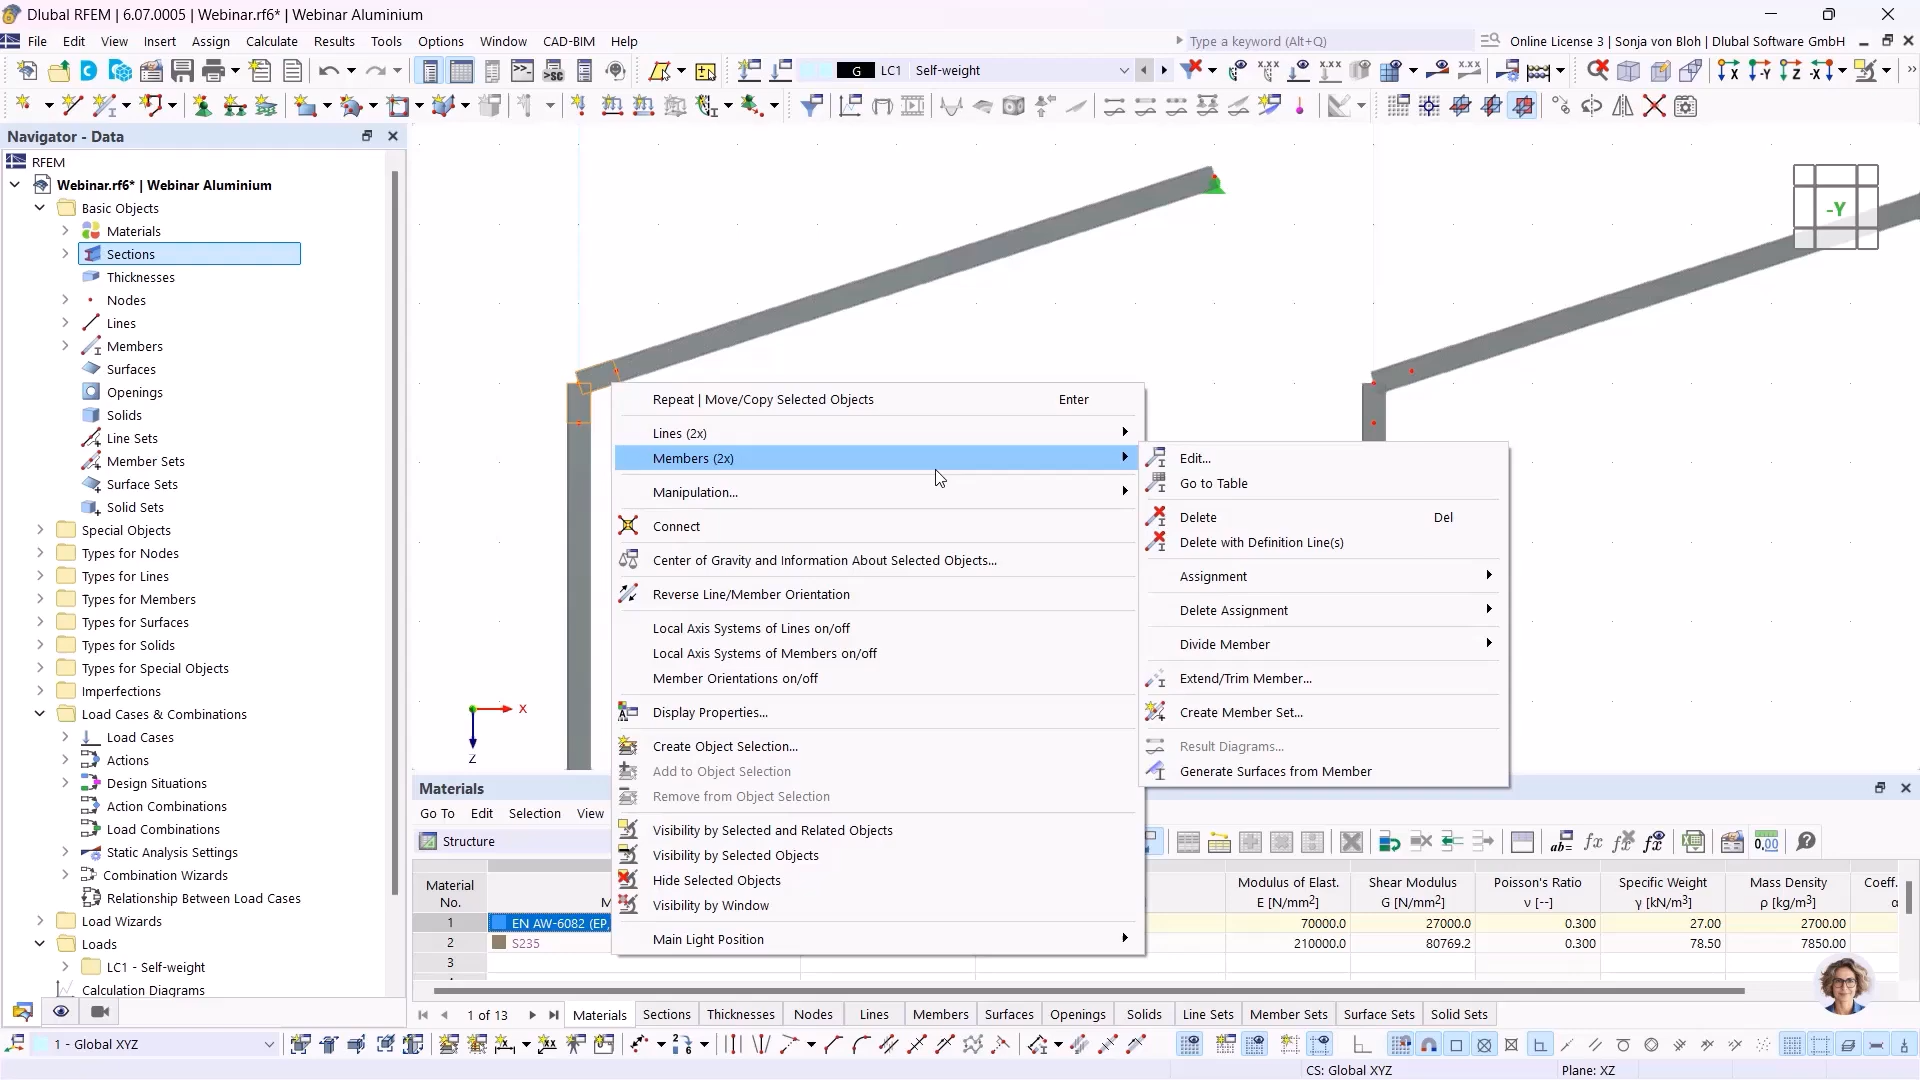 Dlubal RFEM | 6.07.0005 | Webinar.rf6* | Webinar Aluminium
File Edit View Insert Assign Calculate Results Tools Options Window CAD-BIM Help
Type a keyword (Alt+Q)
Online License 3 | Sonja von Bloh | Dlubal Software GmbH
G LC1 Self-weight
Navigator - Data
RFEM
Webinar.rf6* | Webinar Aluminium
Basic Objects
Materials
Sections
Thicknesses
Nodes
Lines
Members
Surfaces
Openings
Solids
Line Sets
Member Sets
Surface Sets
Solid Sets
Special Objects
Types for Nodes
Types for Lines
Types for Members
Types for Surfaces
Types for Solids
Types for Special Objects
Imperfections
Load Cases & Combinations
Load Cases
Actions
Design Situations
Action Combinations
Load Combinations
Static Analysis Settings
Combination Wizards
Relationship Between Load Cases
Load Wizards
Loads
LC1 - Self-weight
Calculation Diagrams
-Y
X
Z
Repeat | Move/Copy Selected Objects Enter
Lines (2x)
Members (2x)
Manipulation...
Connect
Center of Gravity and Information About Selected Objects...
Reverse Line/Member Orientation
Local Axis Systems of Lines on/off
Local Axis Systems of Members on/off
Member Orientations on/off
Display Properties...
Create Object Selection...
Add to Object Selection
Remove from Object Selection
Visibility by Selected and Related Objects
Visibility by Selected Objects
Hide Selected Objects
Visibility by Window
Main Light Position
Edit...
Go to Table
Delete Del
Delete with Definition Line(s)
Assignment
Delete Assignment
Divide Member
Extend/Trim Member...
Create Member Set...
Result Diagrams...
Generate Surfaces from Member
Materials
Go To Edit Selection View
Structure
Material No.
Modulus of Elast. E [N/mm²]
Shear Modulus G [N/mm²]
Poisson's Ratio ν [--]
Specific Weight γ [kN/m³]
Mass Density ρ [kg/m³]
Coeff.
1 EN AW-6082 (EP, 70000.0 27000.0 0.300 27.00 2700.00
2 S235 210000.0 80769.2 0.300 78.50 7850.00
3
1 of 13
Materials Sections Thicknesses Nodes Lines Members Surfaces Openings Solids Line Sets Member Sets Surface Sets Solid Sets
1 - Global XYZ
CS: Global XYZ
Plane: XZ